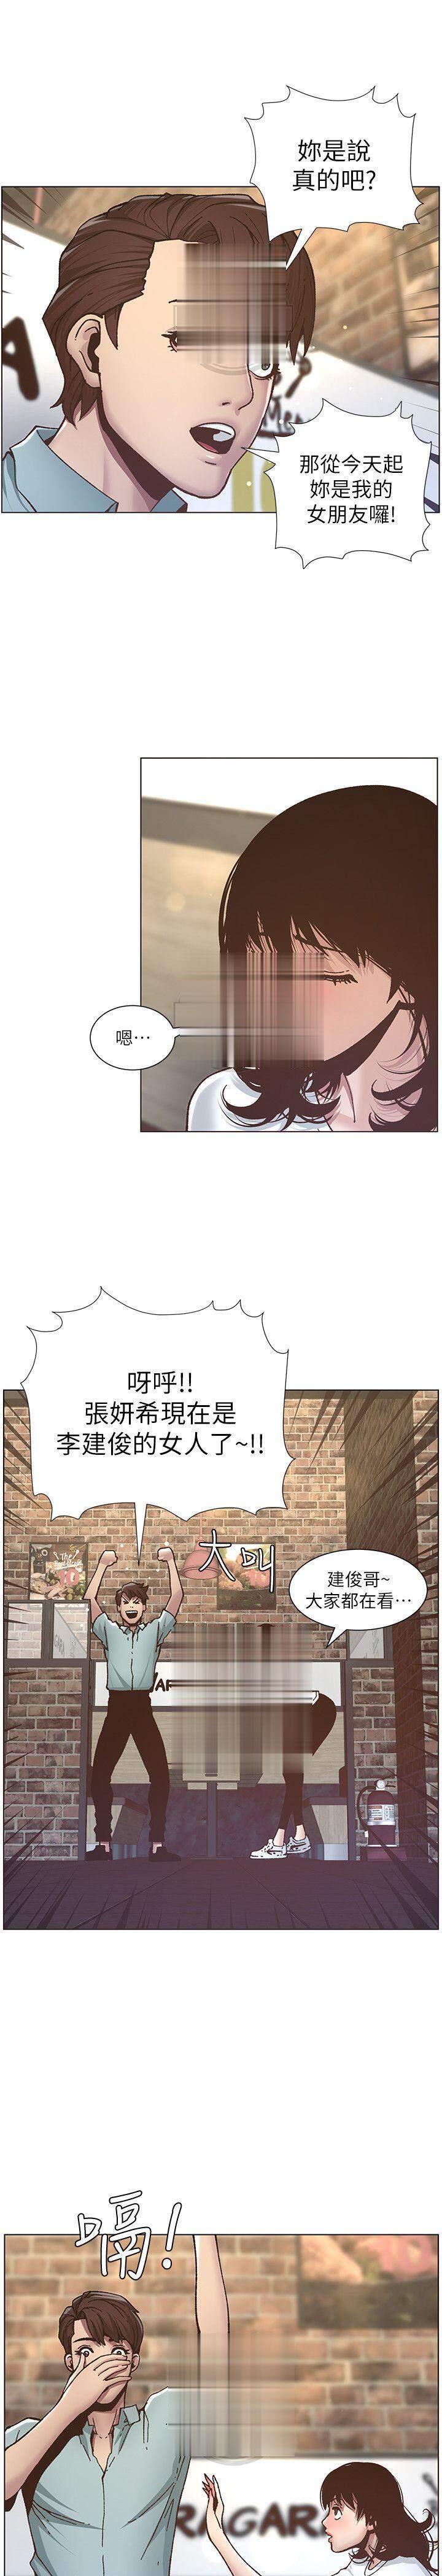 妳是說
真的吧?
那從今天起
妳是我的
女朋友囉!
嗯⋯
呀呼!!
張妍希現在是
李建俊的女人了~!!
大叫
建俊哥~
大家都在看⋯
嗝!